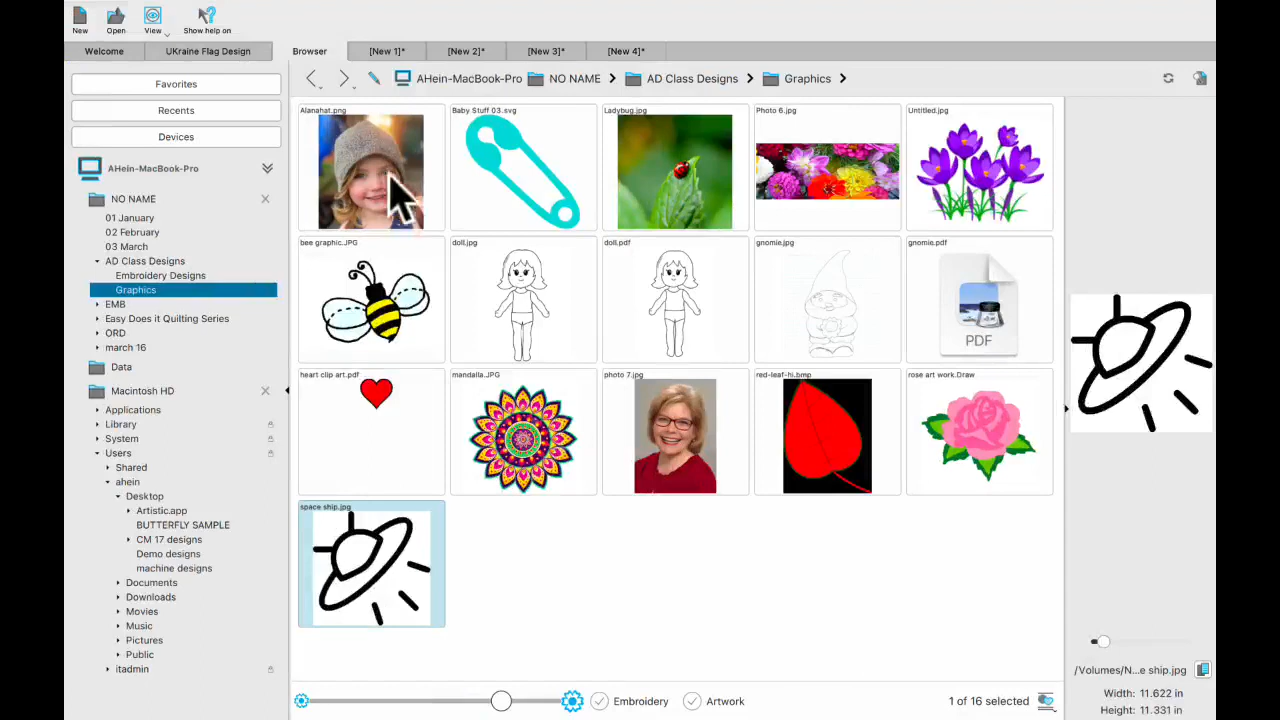 New
Open
View
Show help on
Welcome
UKraine Flag Design
Browser
[New 1]*
[New 2]*
[New 3]*
[New 4]*
Favorites
Recents
Devices
AHein-MacBook-Pro
NO NAME
AD Class Designs
Graphics
AHein-MacBook-Pro
NO NAME
01 January
02 February
03 March
AD Class Designs
Embroidery Designs
Graphics
EMB
Easy Does it Quilting Series
ORD
march 16
Data
Macintosh HD
Applications
Library
System
Users
Shared
ahein
Desktop
Artistic.app
BUTTERFLY SAMPLE
CM 17 designs
Demo designs
machine designs
Documents
Downloads
Movies
Music
Pictures
Public
itadmin
Alanahat.png
Baby Stuff 03.svg
Ladybug.jpg
Photo 6.jpg
Untitled.jpg
bee graphic.JPG
doll.jpg
doll.pdf
gnomie.jpg
gnomie.pdf
PDF
heart clip art.pdf
mandalla.JPG
photo 7.jpg
red-leaf-hi.bmp
rose art work.Draw
space ship.jpg
Embroidery
Artwork
1 of 16 selected
/Volumes/N...e ship.jpg
Width: 11.622 in
Height: 11.331 in